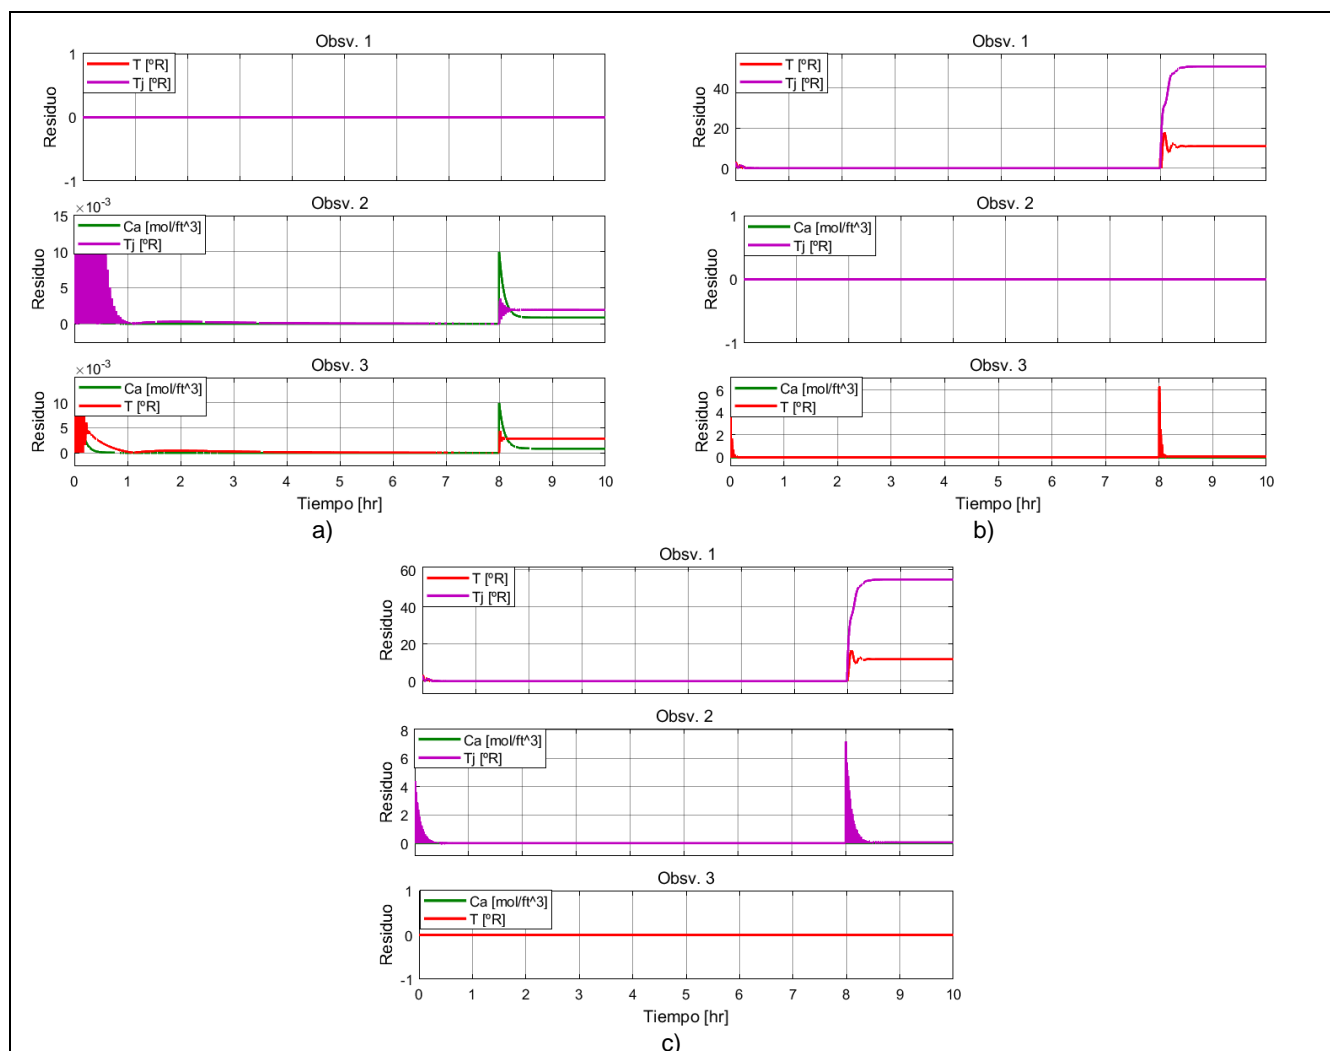 Obsv. 1
1
T [ºR]
Tj [ºR]
Residuo
0
-1
×10⁻³
Obsv. 2
15
Ca [mol/ft^3]
Tj [ºR]
10
Residuo
5
0
×10⁻³
Obsv. 3
Ca [mol/ft^3]
T [ºR]
10
Residuo
5
0
0 1 2 3 4 5 6 7 8 9 10
Tiempo [hr]
a)
Obsv. 1
T [ºR]
Tj [ºR]
40
Residuo
20
0
Obsv. 2
1
Ca [mol/ft^3]
Tj [ºR]
Residuo
0
-1
Obsv. 3
Ca [mol/ft^3]
T [ºR]
6
4
Residuo
2
0
0 1 2 3 4 5 6 7 8 9 10
Tiempo [hr]
b)
Obsv. 1
60
T [ºR]
Tj [ºR]
40
Residuo
20
0
Obsv. 2
8
Ca [mol/ft^3]
Tj [ºR]
6
Residuo
4
2
0
Obsv. 3
1
Ca [mol/ft^3]
T [ºR]
Residuo
0
-1
0 1 2 3 4 5 6 7 8 9 10
Tiempo [hr]
c)